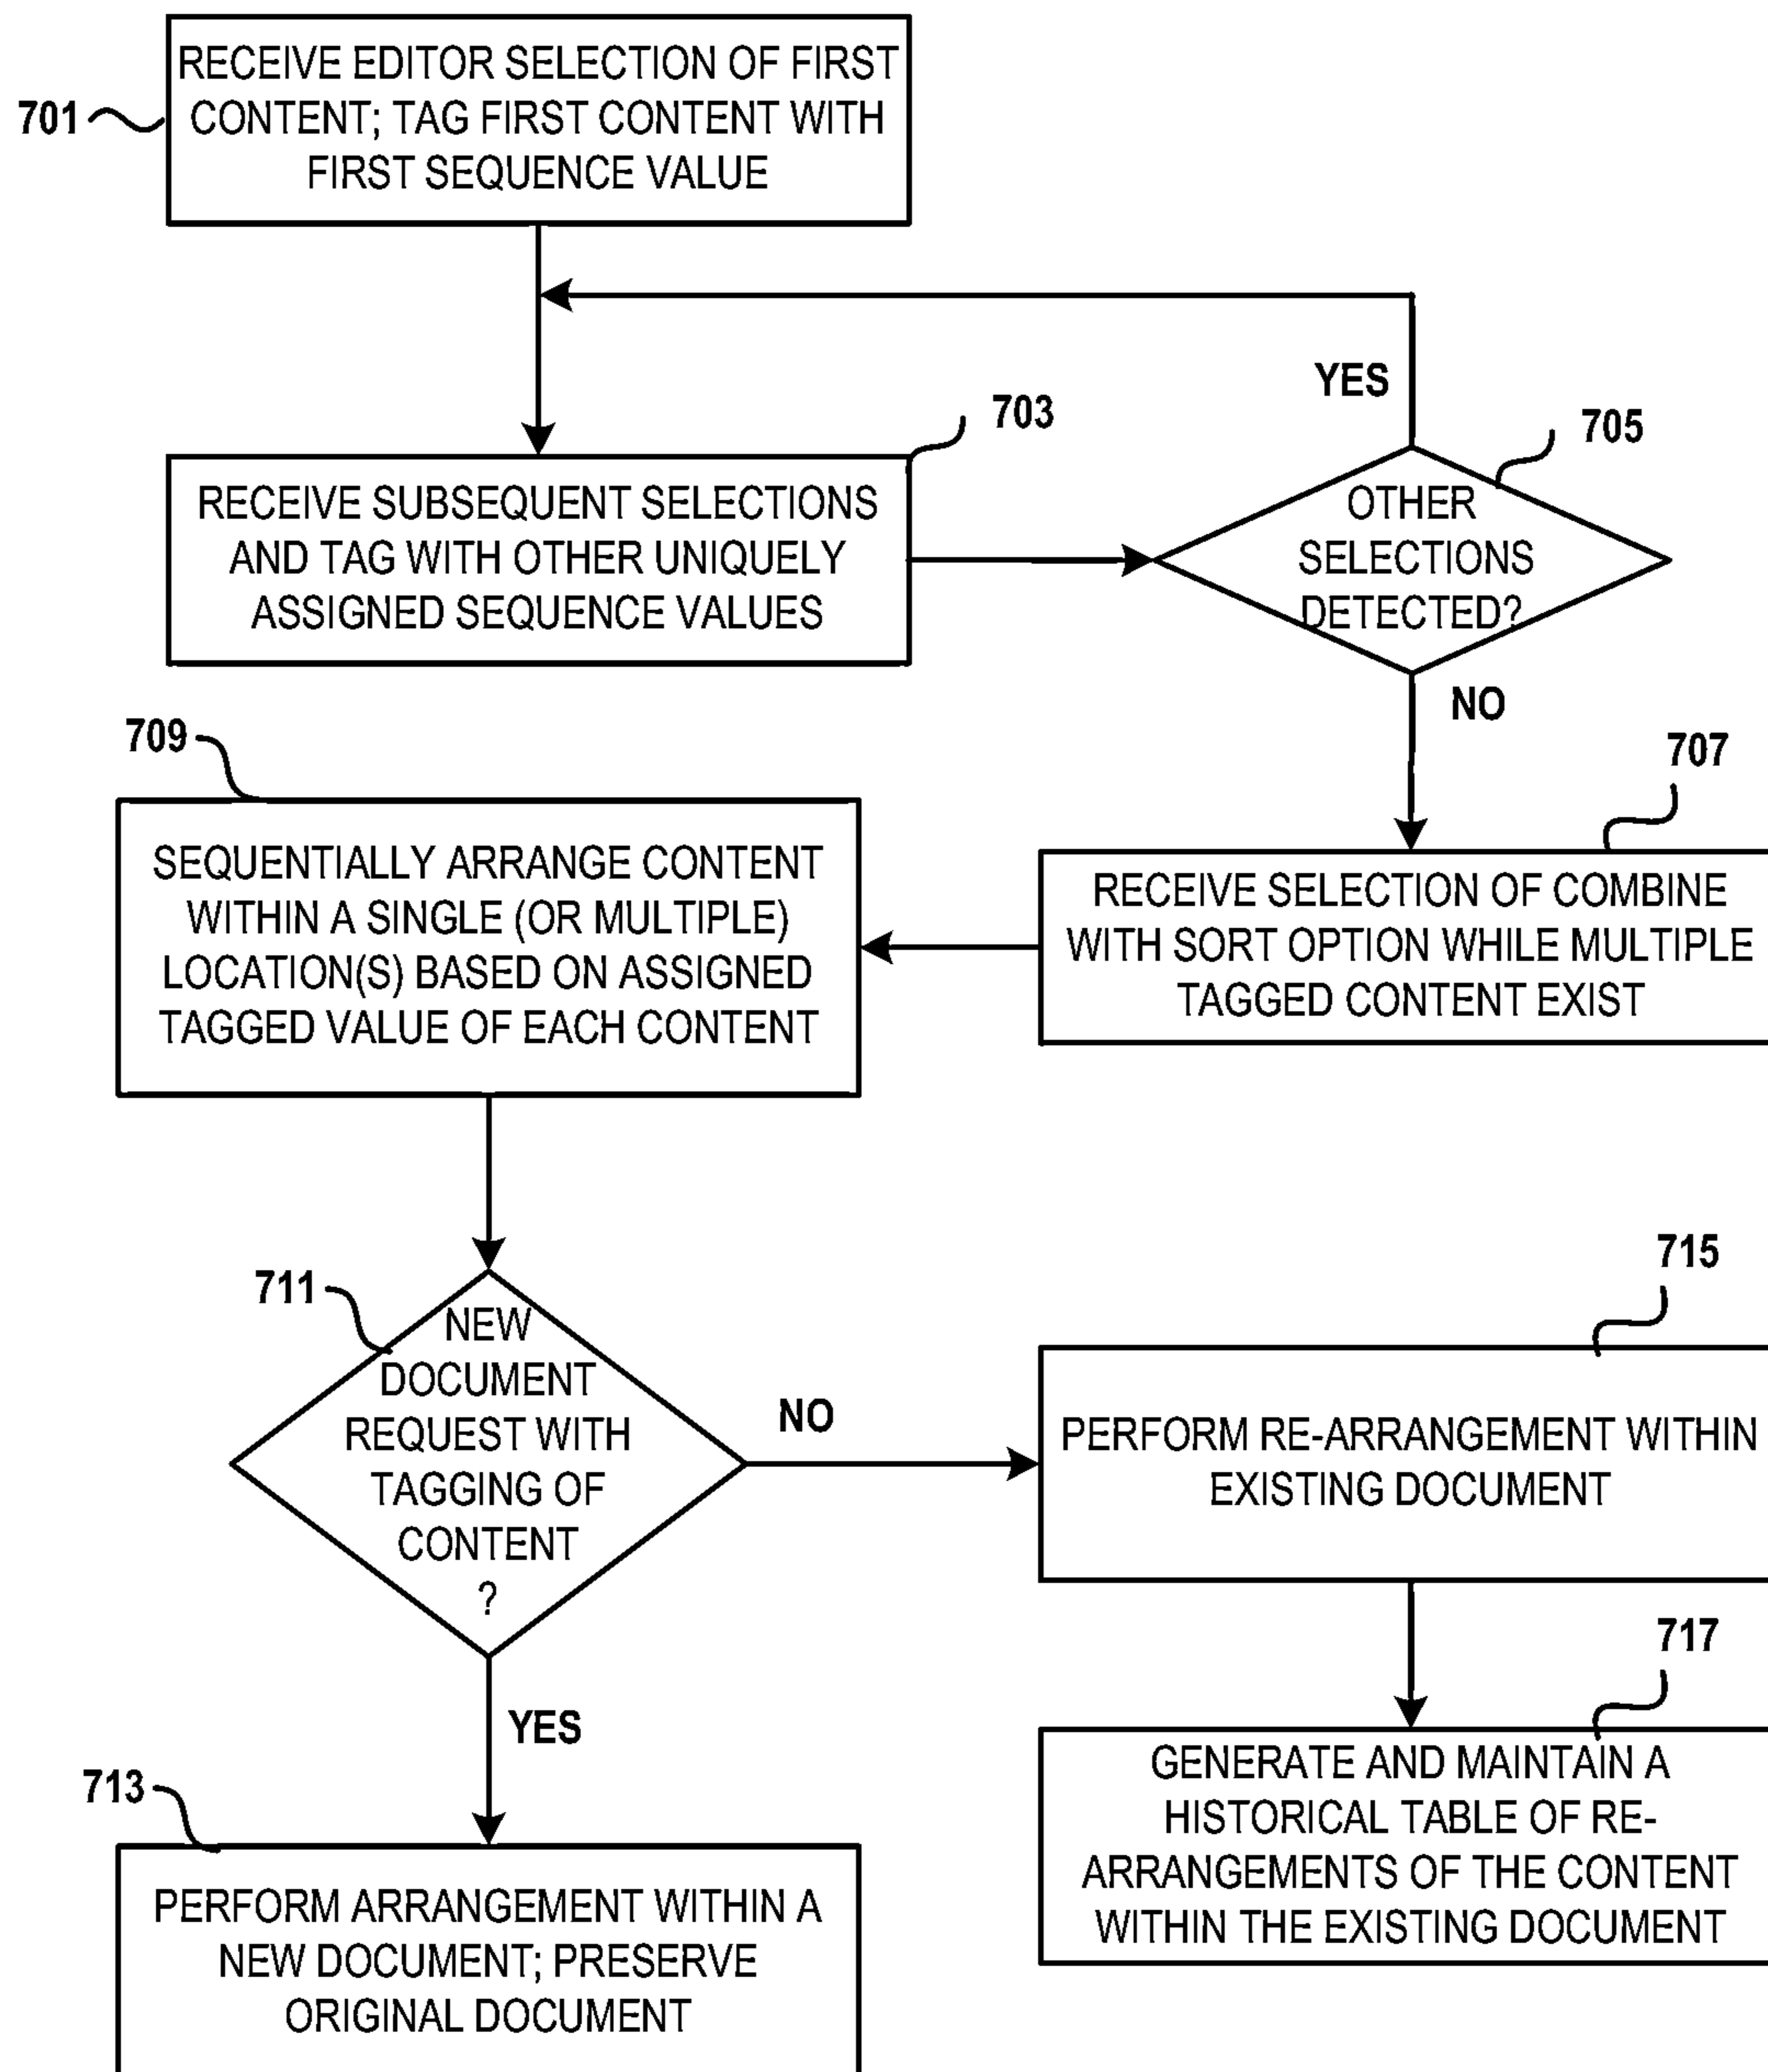 701
RECEIVE EDITOR SELECTION OF FIRST
CONTENT; TAG FIRST CONTENT WITH
FIRST SEQUENCE VALUE
YES
703
705
RECEIVE SUBSEQUENT SELECTIONS
AND TAG WITH OTHER UNIQUELY
ASSIGNED SEQUENCE VALUES
OTHER
SELECTIONS
DETECTED?
NO
709
707
SEQUENTIALLY ARRANGE CONTENT
WITHIN A SINGLE (OR MULTIPLE)
LOCATION(S) BASED ON ASSIGNED
TAGGED VALUE OF EACH CONTENT
RECEIVE SELECTION OF COMBINE
WITH SORT OPTION WHILE MULTIPLE
TAGGED CONTENT EXIST
711
NEW
DOCUMENT
REQUEST WITH
TAGGING OF
CONTENT
?
NO
715
PERFORM RE-ARRANGEMENT WITHIN
EXISTING DOCUMENT
YES
717
GENERATE AND MAINTAIN A
HISTORICAL TABLE OF RE-
ARRANGEMENTS OF THE CONTENT
WITHIN THE EXISTING DOCUMENT
713
PERFORM ARRANGEMENT WITHIN A
NEW DOCUMENT; PRESERVE
ORIGINAL DOCUMENT